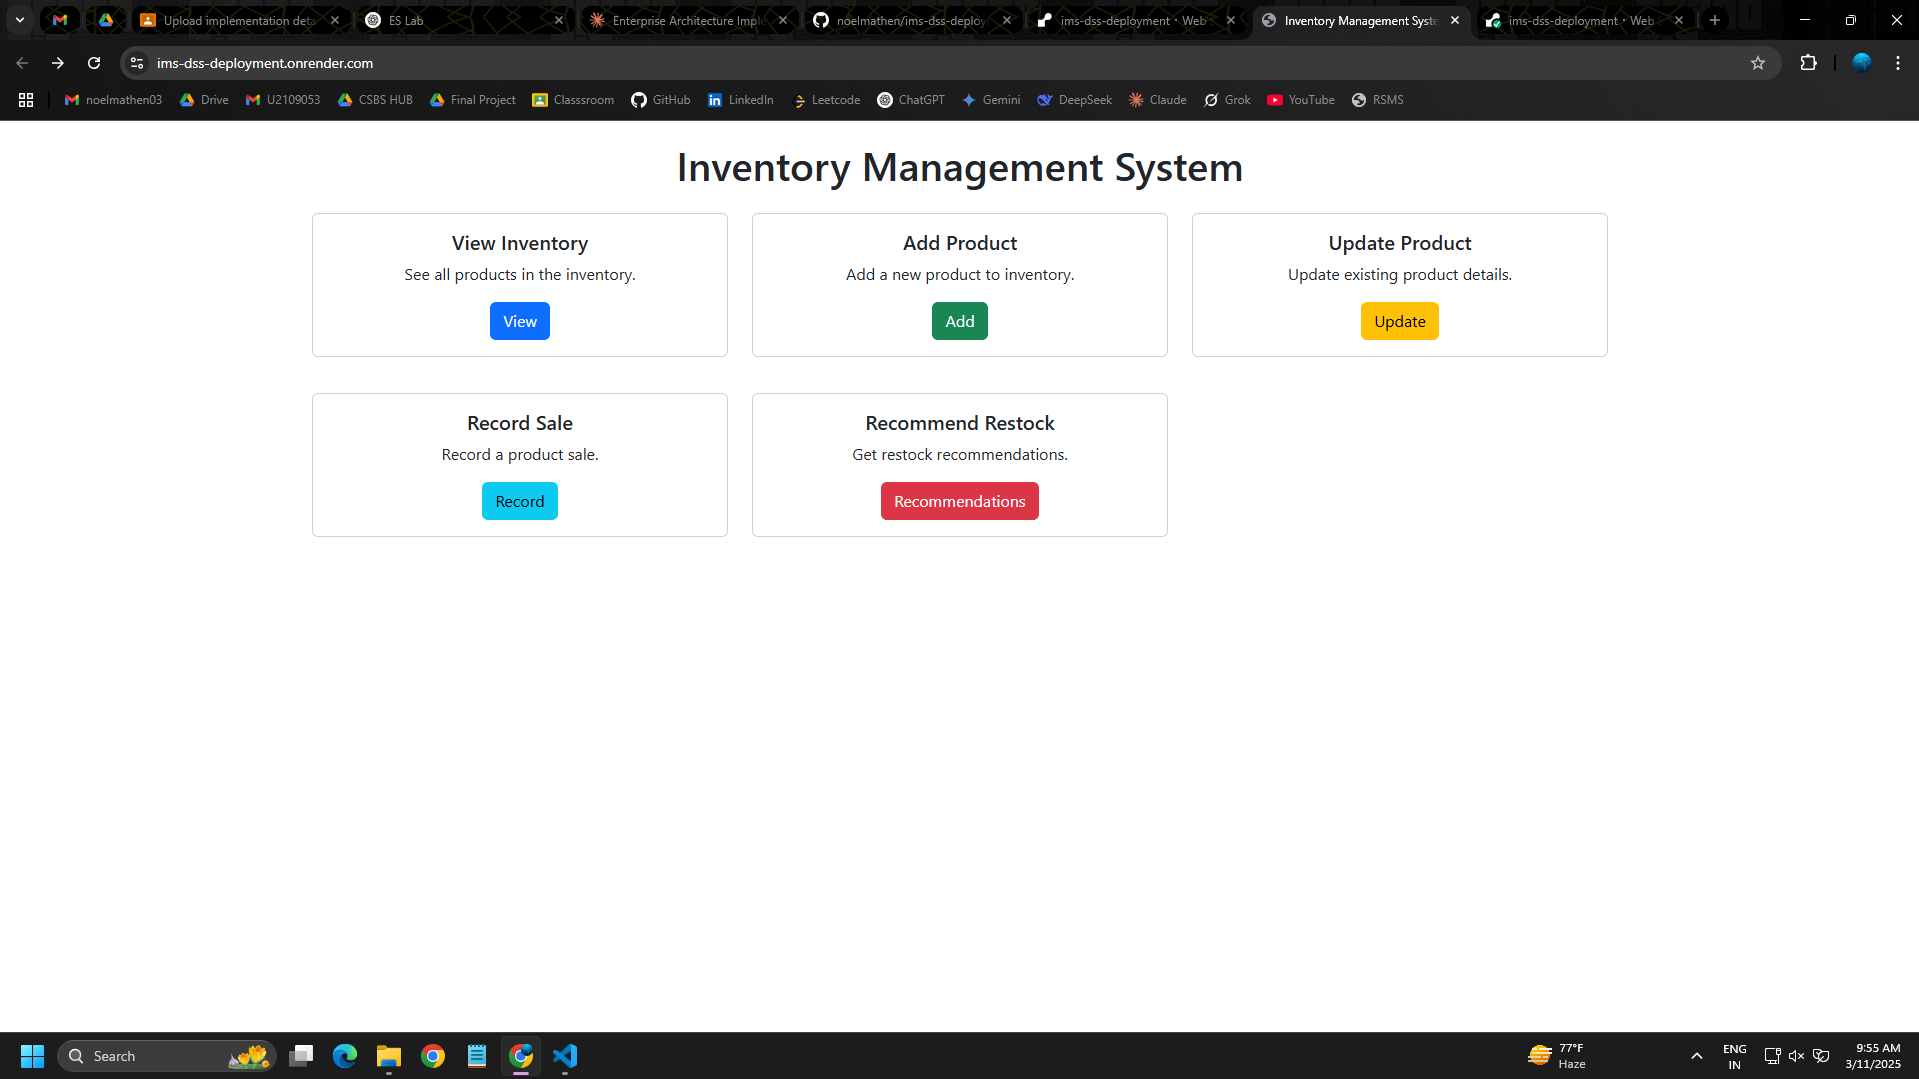 Upload implementation deta
ES Lab
Enterprise Architecture Imple
noelmathen/ims-dss-deploy
ims-dss-deployment · Web
Inventory Management Syste
ims-dss-deployment · Web
ims-dss-deployment.onrender.com
noelmathen03
Drive
U2109053
CSBS HUB
Final Project
Classsroom
GitHub
LinkedIn
Leetcode
ChatGPT
Gemini
DeepSeek
Claude
Grok
YouTube
RSMS
Inventory Management System
View Inventory
See all products in the inventory.
View
Add Product
Add a new product to inventory.
Add
Update Product
Update existing product details.
Update
Record Sale
Record a product sale.
Record
Recommend Restock
Get restock recommendations.
Recommendations
Search
77°F
Haze
ENG
IN
9:55 AM
3/11/2025